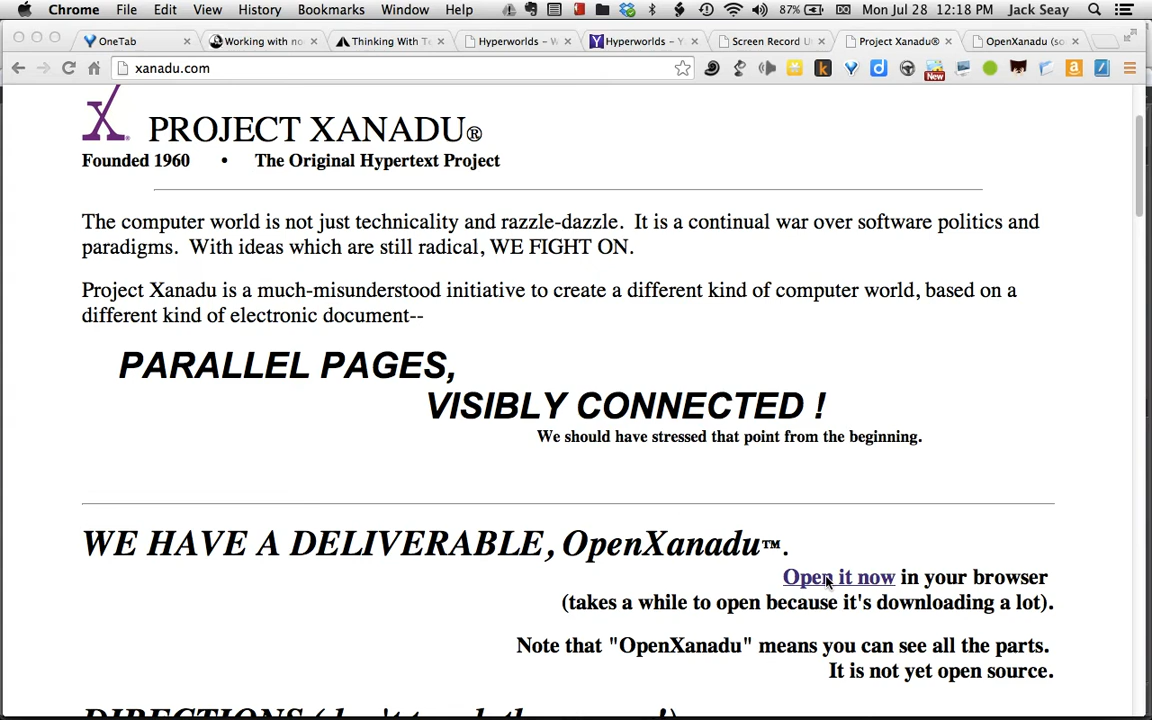 Chrome File Edit View History Bookmarks Window Help 87% Mon Jul 28 12:18 PM Jack Seay
OneTab Working with no Thinking With T Hyperworlds – W Hyperworlds – Y Screen Record U Project Xanadu® OpenXanadu (so
xanadu.com New
X PROJECT XANADU®
Founded 1960 • The Original Hypertext Project
The computer world is not just technicality and razzle-dazzle. It is a continual war over software politics and
paradigms. With ideas which are still radical, WE FIGHT ON.
Project Xanadu is a much-misunderstood initiative to create a different kind of computer world, based on a
different kind of electronic document--
PARALLEL PAGES,
VISIBLY CONNECTED !
We should have stressed that point from the beginning.
WE HAVE A DELIVERABLE, OpenXanadu™.
Open it now in your browser
(takes a while to open because it's downloading a lot).
Note that "OpenXanadu" means you can see all the parts.
It is not yet open source.